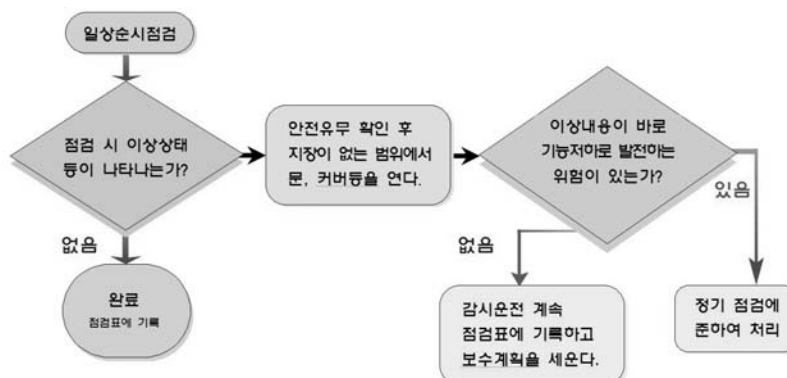 일상순시점검
점검 시 이상상태
등이 나타나는가?
안전유무 확인 후
지장이 없는 범위에서
문, 커버등을 연다.
이상내용이 바로
기능저하로 발전하는
위험이 있는가?
있음
없음
없음
완료
점검표에 기록
감시운전 계속
점검표에 기록하고
보수계획을 세운다.
정기 점검에
준하여 처리